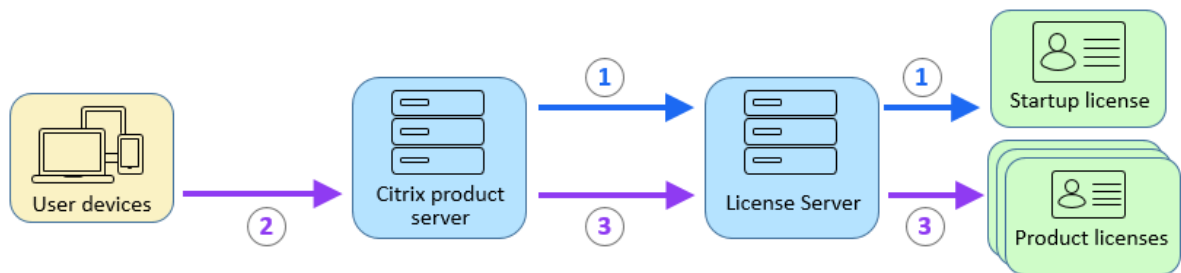 1
1
Startup license
User devices
2
Citrix product
server
3
License Server
3
Product licenses